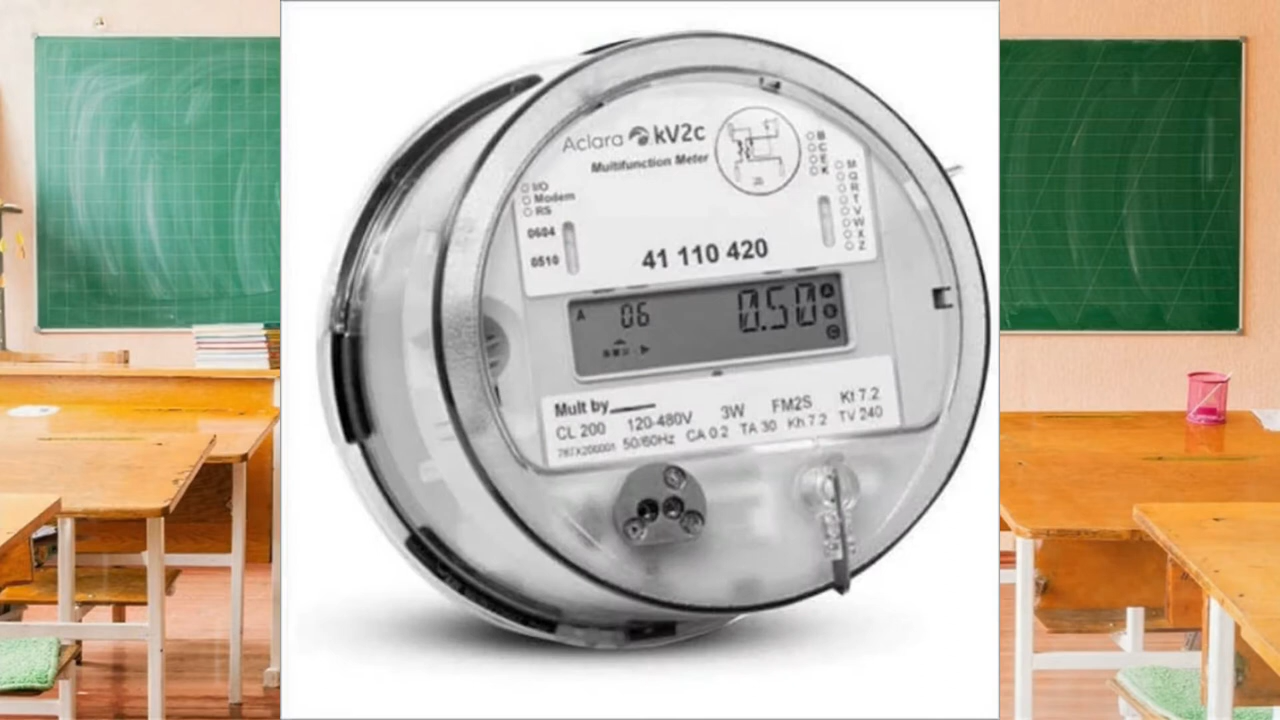 Aclara kV2c
Multifunction Meter
I/O
Modem
RS
B
C
E
K
M
Q
R
T
V
W
X
Z
0604
0510
41 110 420
A 06 0.50 A B C
Mult by
CL 200 120-480V 3W FM2S Kt 7.2
50/60Hz CA 0.2 TA 30 Kh 7.2 TV 240